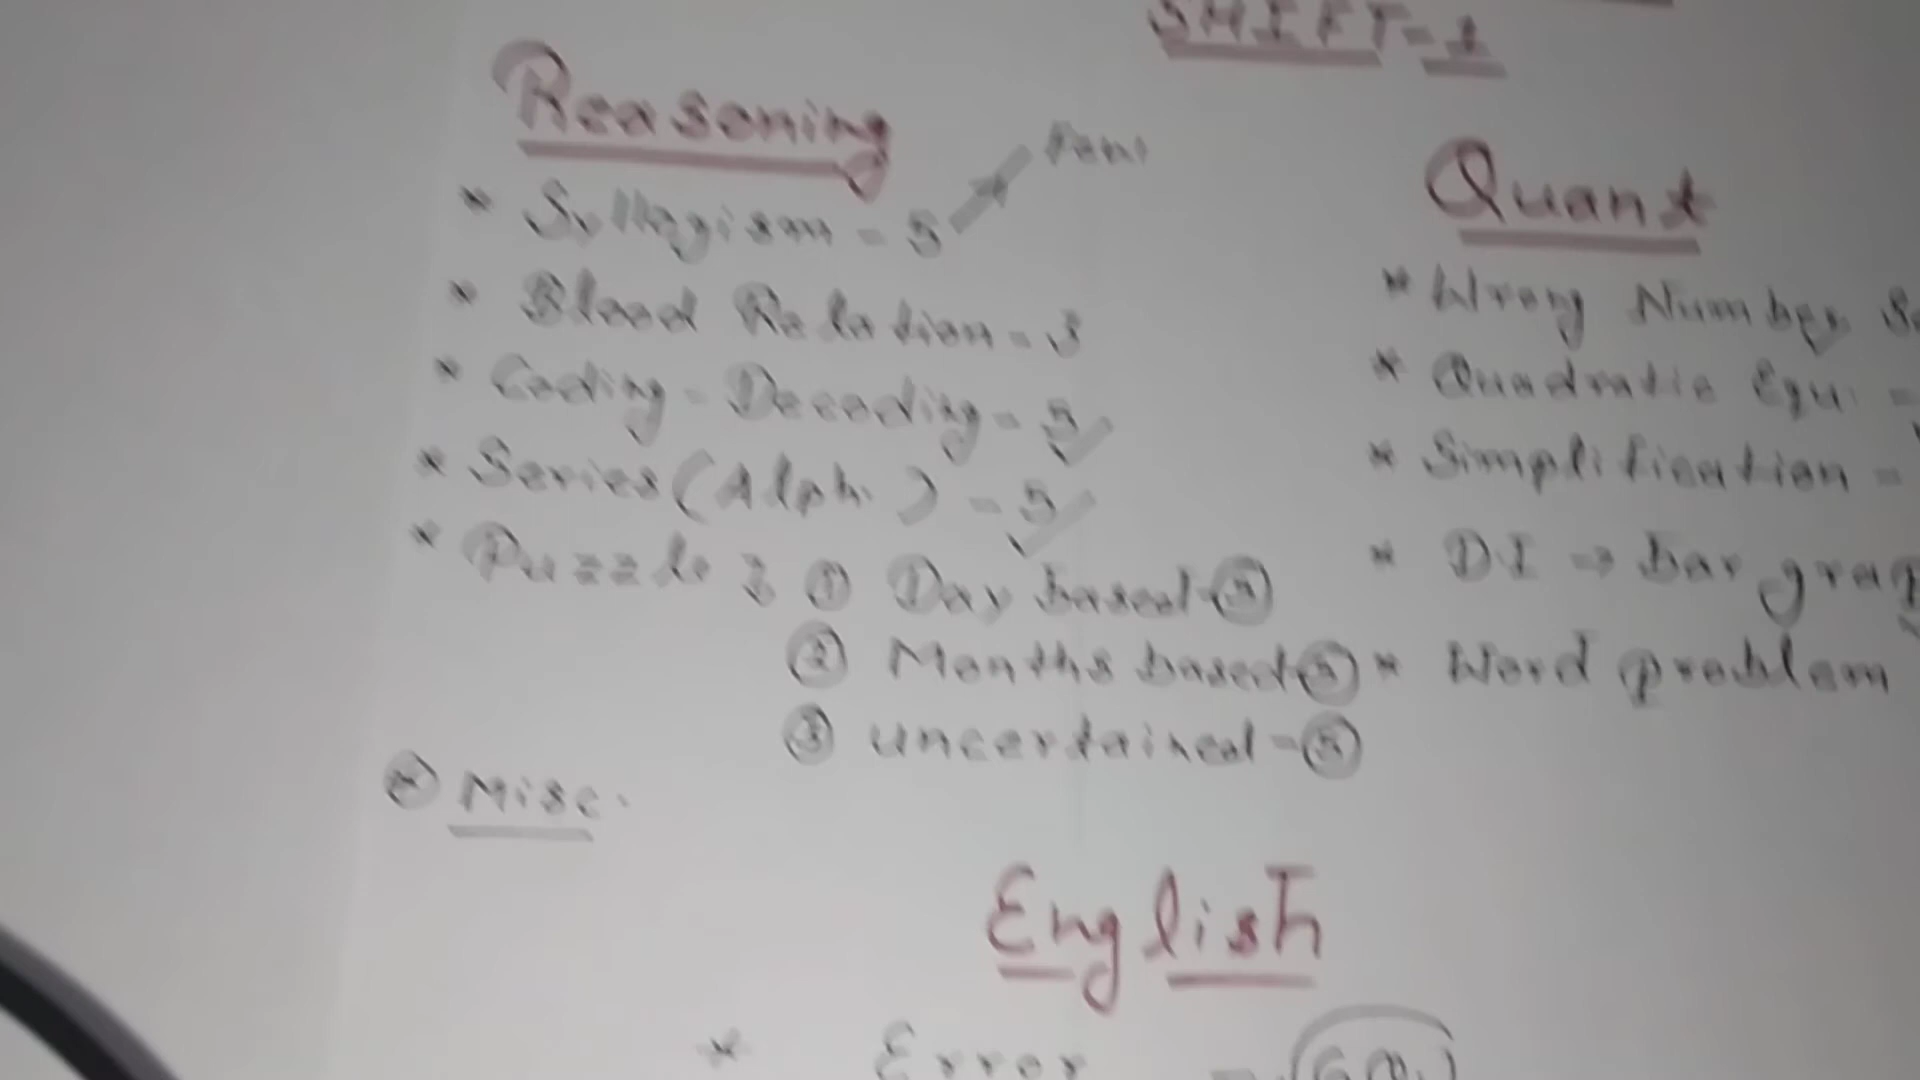 SHIFT-1
Reasoning
* Syllogism - 5
* Blood Relation - 3
* Coding-Decoding - 5
* Series (Alph.) - 5
* Puzzle
① Day based - ⑤
② Months based - ⑤
③ uncertained - ⑤
Misc.
Quant
* Wrong Number
* Quadratic Equ. =
* Simplification =
* DI → bar grap
* Word problem
English
* Error =